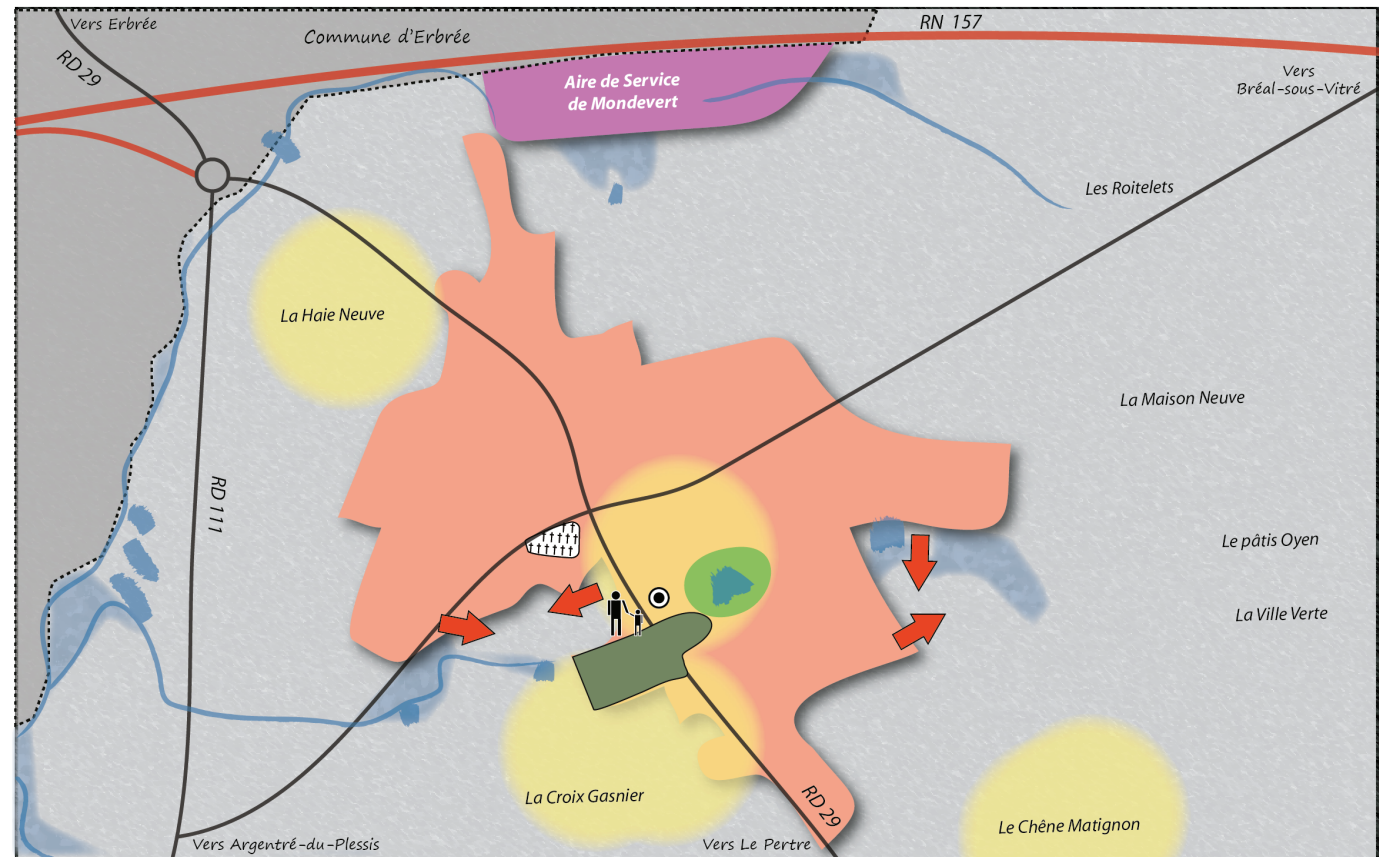 Vers Erbrée
Commune d'Erbrée
RN 157
RD 29
Aire de Service
de Mondevert
Vers
Bréal-sous-Vitré
Les Roitelets
La Haie Neuve
La Maison Neuve
RD 111
Le pâtis Oyen
La Ville Verte
La Croix Gasnier
RD 29
Le Chêne Matignon
Vers Argentré-du-Plessis
Vers Le Pertre